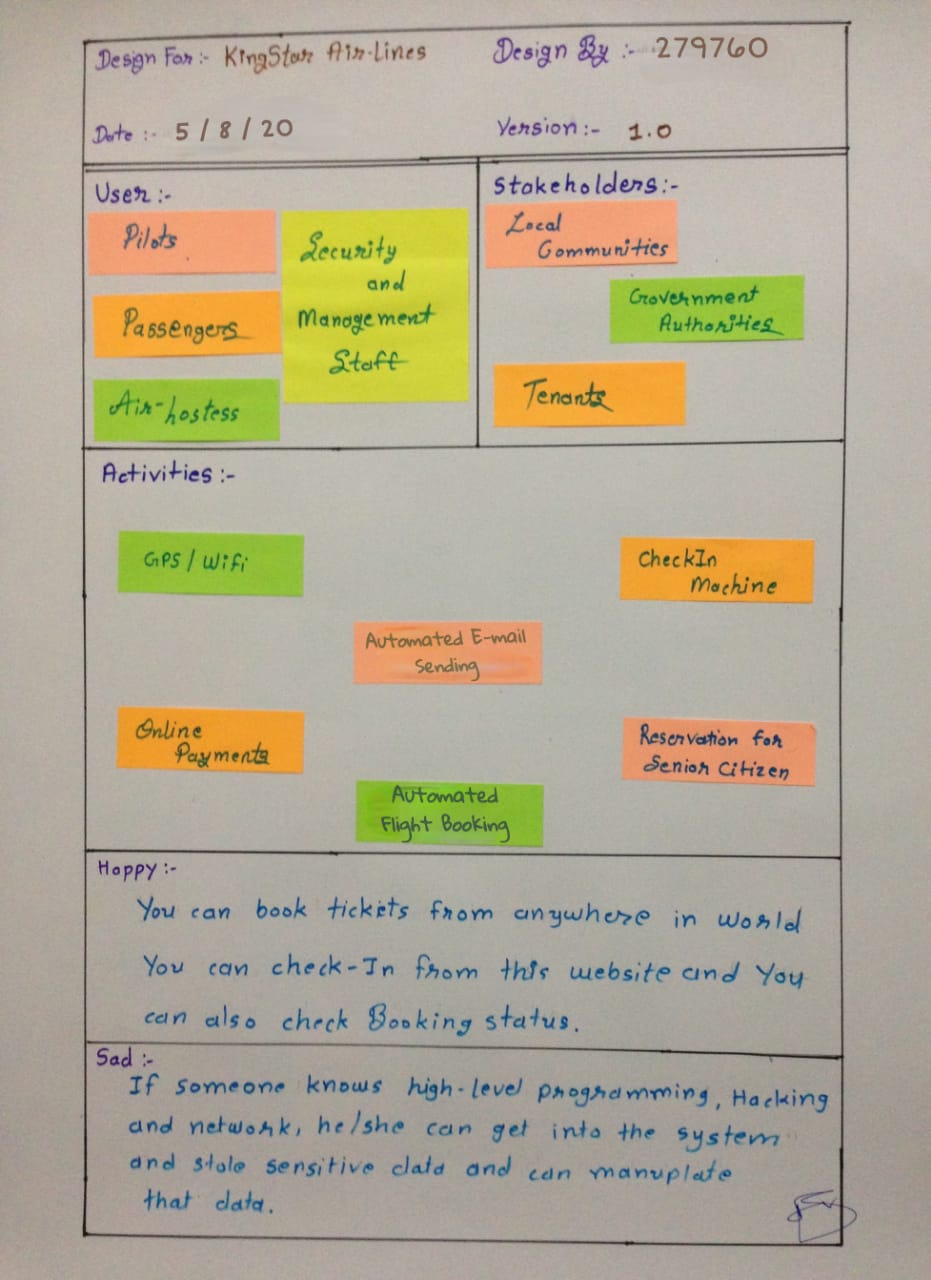 Design For :- KingStar Air-Lines
Design By :- 279760
Date :- 5 / 8 / 20
Version :- 1.0
User :-
Pilots
Passengers
Air-hostess
Security
and
Management
Staff
Stakeholders :-
Local
Communities
Government
Authorities
Tenants
Activities :-
GPS / Wifi
CheckIn
Machine
Automated E-mail
Sending
Online
Payments
Reservation for
Senior Citizen
Automated
Flight Booking
Happy :-
You can book tickets from anywhere in world
You can check-In from this website and You
can also check Booking status.
Sad :-
If someone knows high-level programming, Hacking
and network, he/she can get into the system
and stole sensitive data and can manuplate
that data.